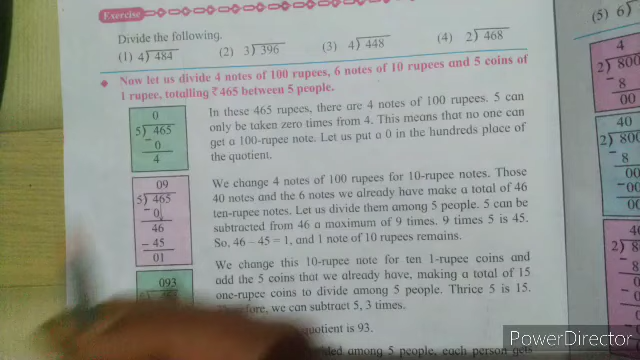 Exercise
(5) 6)
Divide the following.
(1) 4)484 (2) 3)396 (3) 4)448 (4) 2)468
◆ Now let us divide 4 notes of 100 rupees, 6 notes of 10 rupees and 5 coins of
1 rupee, totalling ₹465 between 5 people.
0
5)465
- 0
4
In these 465 rupees, there are 4 notes of 100 rupees. 5 can
only be taken zero times from 4. This means that no one can
get a 100-rupee note. Let us put a 0 in the hundreds place of
the quotient.
09
5)465
- 0
46
- 45
01
We change 4 notes of 100 rupees for 10-rupee notes. Those
40 notes and the 6 notes we already have make a total of 46
ten-rupee notes. Let us divide them among 5 people. 5 can be
subtracted from 46 a maximum of 9 times. 9 times 5 is 45.
So, 46 – 45 = 1, and 1 note of 10 rupees remains.
093
We change this 10-rupee note for ten 1-rupee coins and
add the 5 coins that we already have, making a total of 15
one-rupee coins to divide among 5 people. Thrice 5 is 15.
Therefore, we can subtract 5, 3 times.
quotient is 93.
among 5 people, each person gets
4
2)800
- 8
00
40
2)800
- 8
00
- 00
00
40
2)8
- 8
0
- 0
0
- 0
PowerDirector